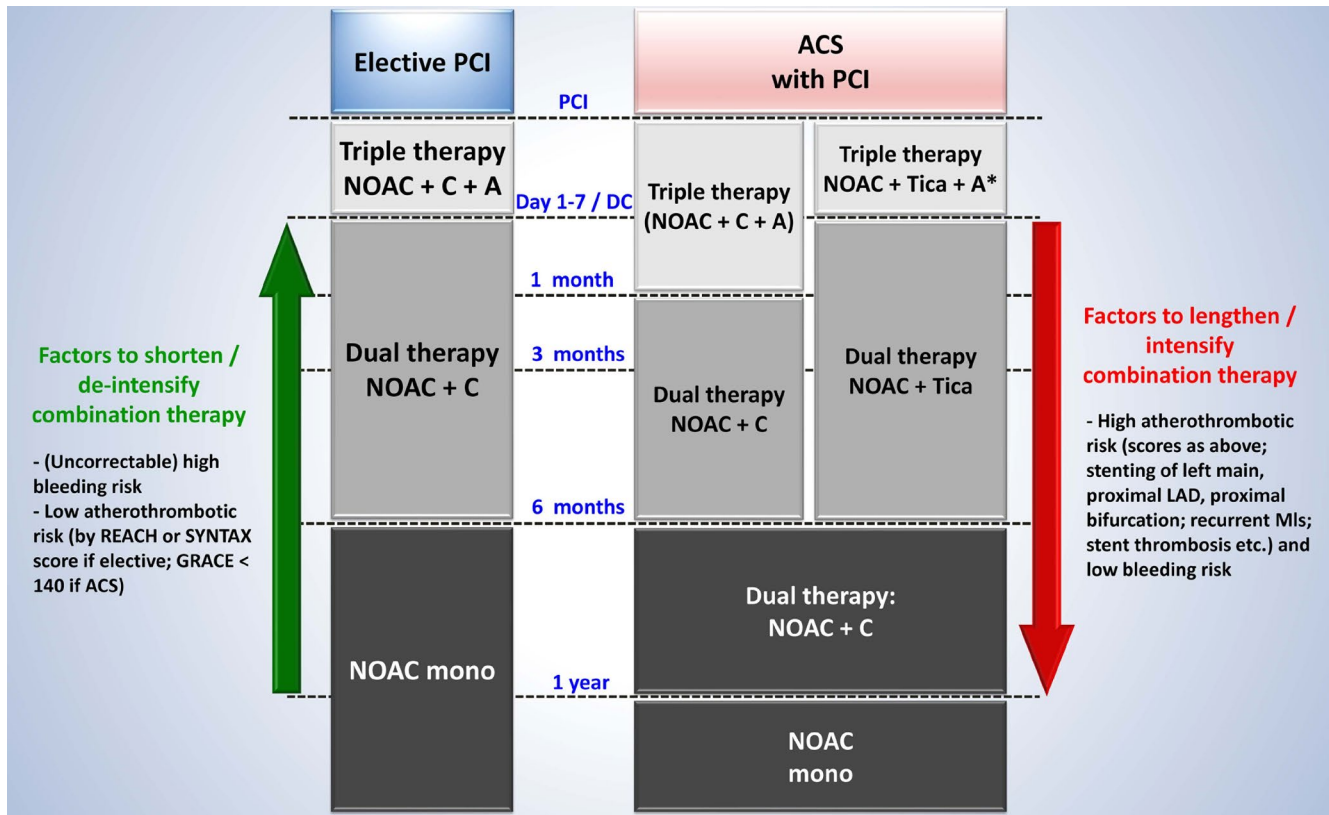 Elective PCI
ACS
with PCI
PCI
Triple therapy
NOAC + C + A
Triple therapy
(NOAC + C + A)
Triple therapy
NOAC + Tica + A*
Day 1-7 / DC
1 month
3 months
6 months
1 year
Dual therapy
NOAC + C
Dual therapy
NOAC + C
Dual therapy
NOAC + Tica
NOAC mono
Dual therapy:
NOAC + C
NOAC
mono
Factors to shorten /
de-intensify
combination therapy
- (Uncorrectable) high
bleeding risk
- Low atherothrombotic
risk (by REACH or SYNTAX
score if elective; GRACE <
140 if ACS)
Factors to lengthen /
intensify
combination therapy
- High atherothrombotic
risk (scores as above;
stenting of left main,
proximal LAD, proximal
bifurcation; recurrent MIs;
stent thrombosis etc.) and
low bleeding risk